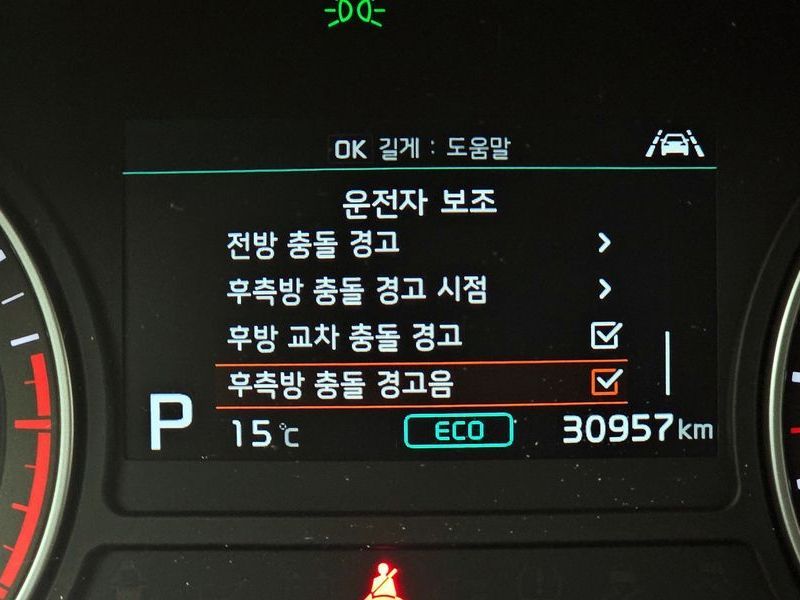 OK 길게 : 도움말
운전자 보조
전방 충돌 경고
후측방 충돌 경고 시점
후방 교차 충돌 경고
후측방 충돌 경고음
P 15℃ ECO 30957km